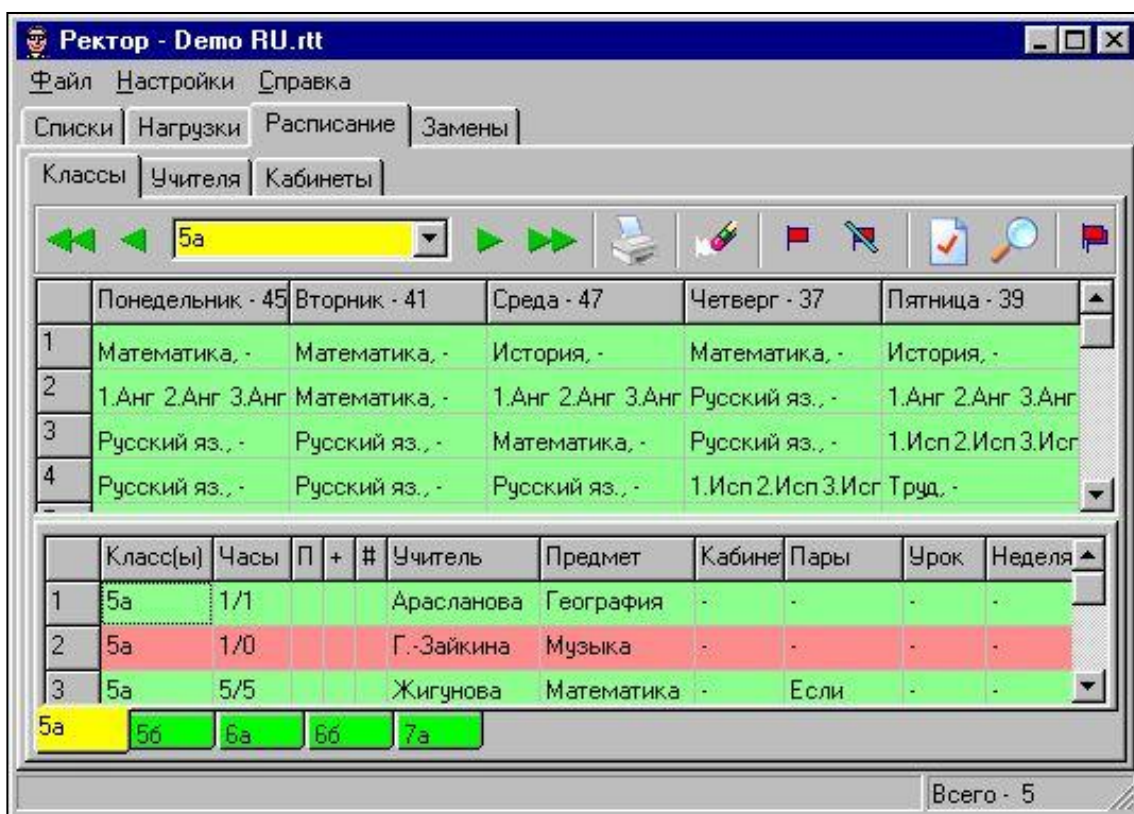 Ректор - Demo RU.rtt
Файл Настройки Справка
Списки Нагрузки Расписание Замены
Классы Учителя Кабинеты
5а
Понедельник - 45 Вторник - 41 Среда - 47 Четверг - 37 Пятница - 39
1 Математика, - Математика, - История, - Математика, - История, -
2 1.Анг 2.Анг 3.Анг Математика, - 1.Анг 2.Анг 3.Анг Русский яз., - 1.Анг 2.Анг 3.Анг
3 Русский яз., - Русский яз., - Математика, - Русский яз., - 1.Исп 2.Исп 3.Исп
4 Русский яз., - Русский яз., - Русский яз., - 1.Исп 2.Исп 3.Исп Труд, -
Класс(ы) Часы П + # Учитель Предмет Кабине Пары Урок Неделя
1 5а 1/1 Арасланова География - - - -
2 5а 1/0 Г.-Зайкина Музыка - - - -
3 5а 5/5 Жигунова Математика - Если - -
5а 5б 6а 6б 7а
Всего - 5